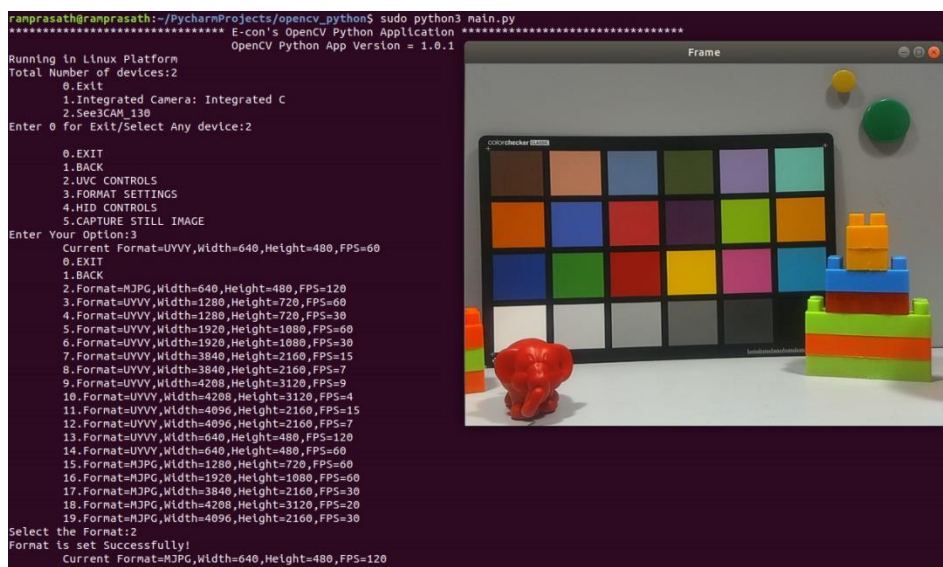 ramprasath@ramprasath:~/PycharmProjects/opencv_python$ sudo python3 main.py
******************************* E-con's OpenCV Python Application ********************************
OpenCV Python App Version = 1.0.1
Running in Linux Platform
Total Number of devices:2
0.Exit
1.Integrated Camera: Integrated C
2.See3CAM_130
Enter 0 for Exit/Select Any device:2
0.EXIT
1.BACK
2.UVC CONTROLS
3.FORMAT SETTINGS
4.HID CONTROLS
5.CAPTURE STILL IMAGE
Enter Your Option:3
Current Format=UYVY,Width=640,Height=480,FPS=60
0.EXIT
1.BACK
2.Format=MJPG,Width=640,Height=480,FPS=120
3.Format=UYVY,Width=1280,Height=720,FPS=60
4.Format=UYVY,Width=1280,Height=720,FPS=30
5.Format=UYVY,Width=1920,Height=1080,FPS=60
6.Format=UYVY,Width=1920,Height=1080,FPS=30
7.Format=UYVY,Width=3840,Height=2160,FPS=15
8.Format=UYVY,Width=3840,Height=2160,FPS=7
9.Format=UYVY,Width=4208,Height=3120,FPS=9
10.Format=UYVY,Width=4208,Height=3120,FPS=4
11.Format=UYVY,Width=4096,Height=2160,FPS=15
12.Format=UYVY,Width=4096,Height=2160,FPS=7
13.Format=UYVY,Width=640,Height=480,FPS=120
14.Format=UYVY,Width=640,Height=480,FPS=60
15.Format=MJPG,Width=1280,Height=720,FPS=60
16.Format=MJPG,Width=1920,Height=1080,FPS=60
17.Format=MJPG,Width=3840,Height=2160,FPS=30
18.Format=MJPG,Width=4208,Height=3120,FPS=20
19.Format=MJPG,Width=4096,Height=2160,FPS=30
Select the Format:2
Format is set Successfully!
Current Format=MJPG,Width=640,Height=480,FPS=120
Frame
colorchecker CLASSIC